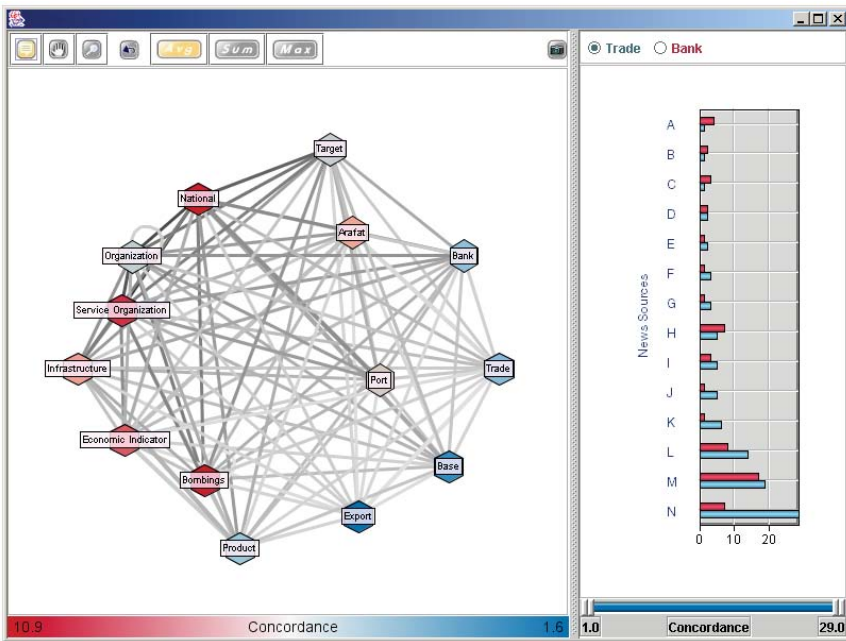 Avg Sum Max
Trade Bank
Target
National
Arafat
Organization
Bank
Service Organization
Infrastructure
Trade
Port
Economic Indicator
Base
Bombings
Export
Product
10.9 Concordance 1.6
News Sources
A
B
C
D
E
F
G
H
I
J
K
L
M
N
0 10 20
1.0 Concordance 29.0